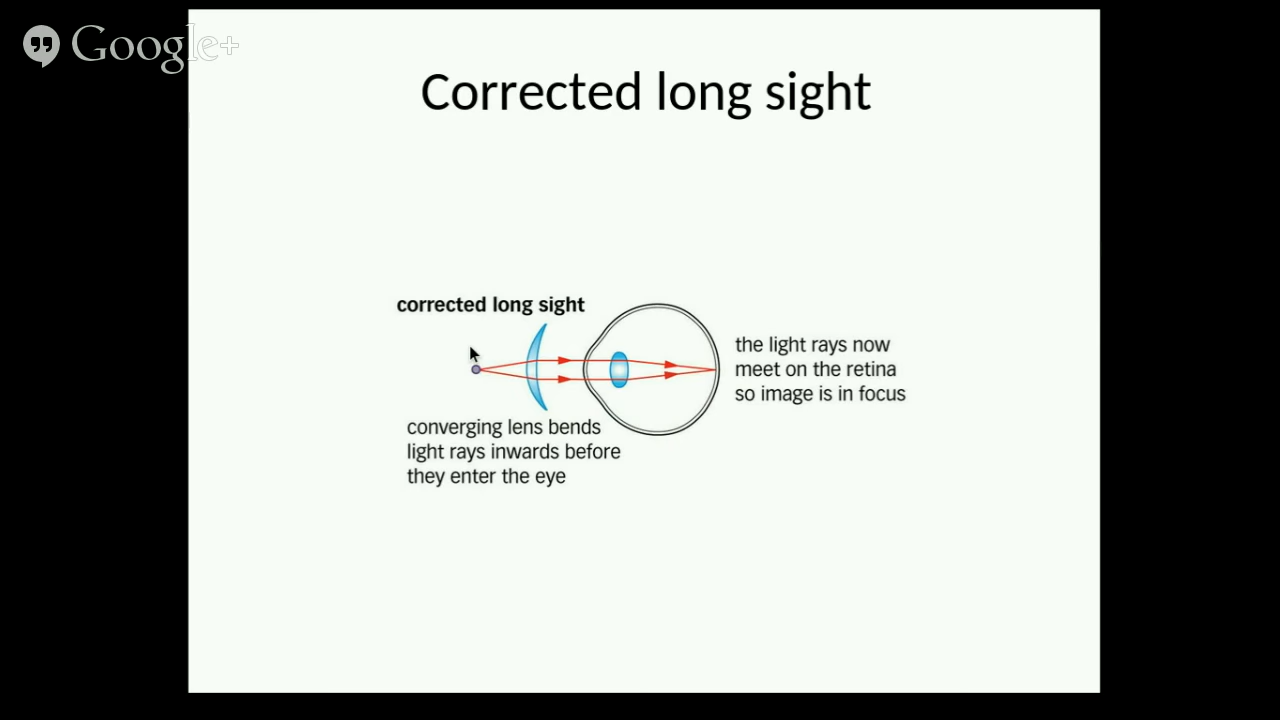 Google+
Corrected long sight
corrected long sight
the light rays now
meet on the retina
so image is in focus
converging lens bends
light rays inwards before
they enter the eye